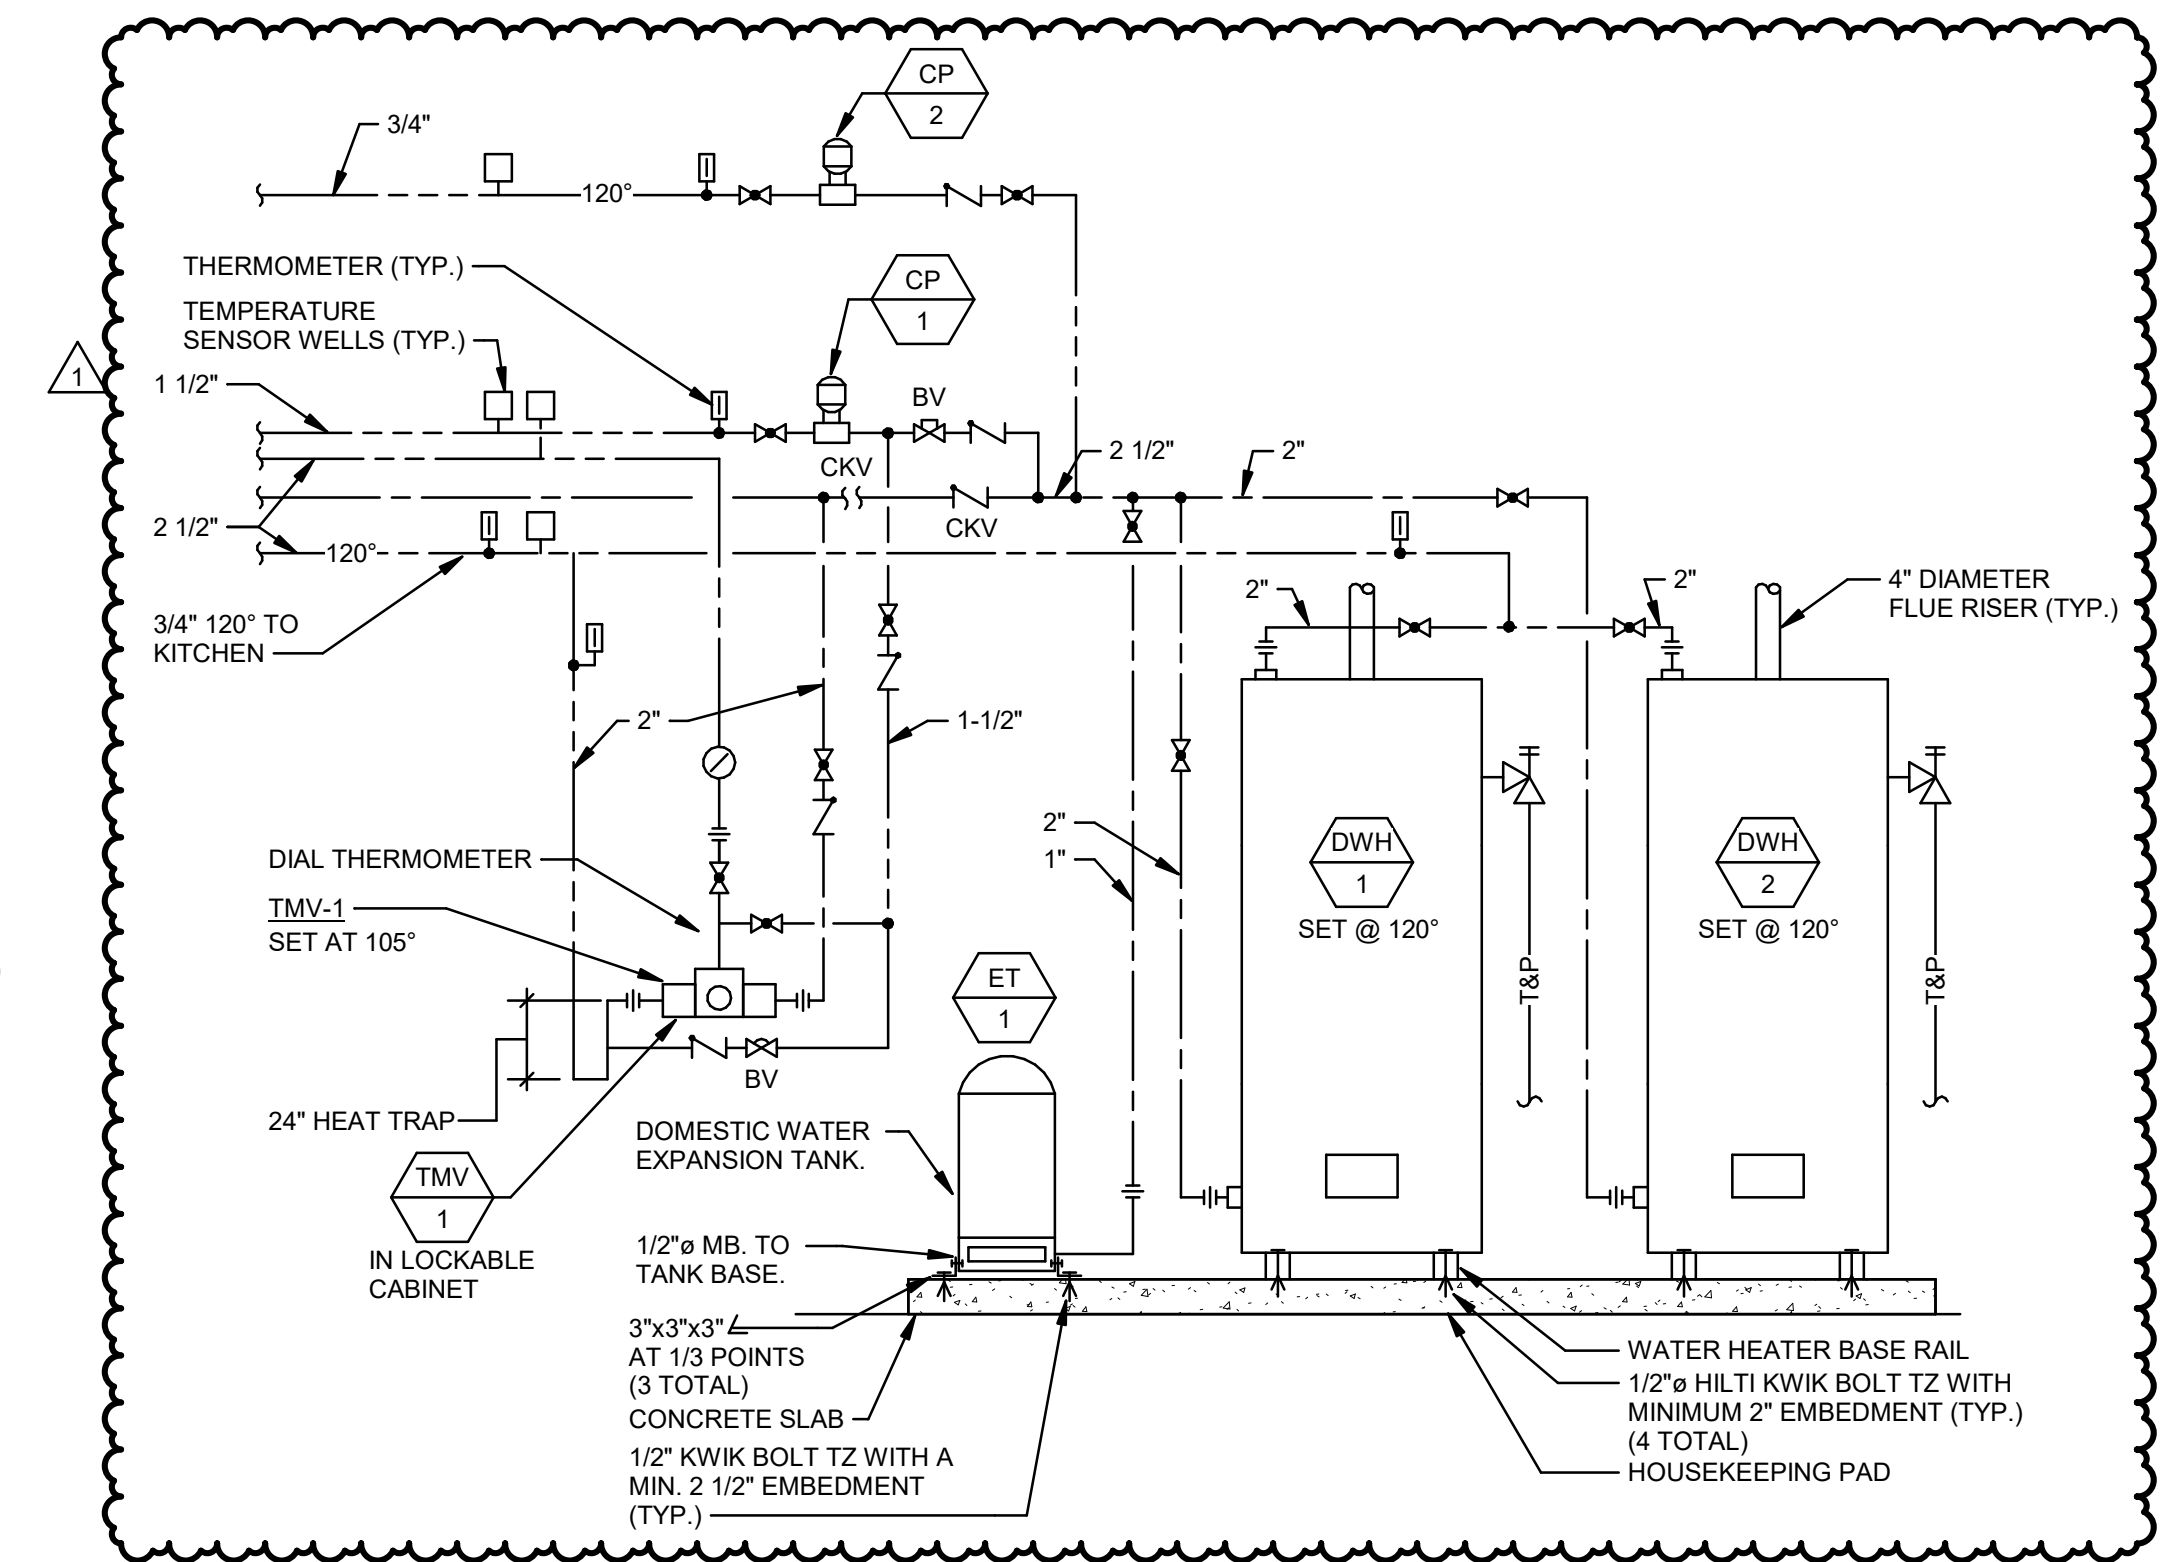 CP
2
3/4"
120°
THERMOMETER (TYP.)
CP
1
TEMPERATURE
SENSOR WELLS (TYP.)
1
1 1/2"
BV
CKV
2 1/2"
2"
2 1/2"
CKV
120°
2"
2"
4" DIAMETER
FLUE RISER (TYP.)
3/4" 120° TO
KITCHEN
2"
1-1/2"
2"
1"
DIAL THERMOMETER
DWH
1
SET @ 120°
DWH
2
SET @ 120°
TMV-1
SET AT 105°
T&P
T&P
ET
1
BV
24" HEAT TRAP
DOMESTIC WATER
EXPANSION TANK.
TMV
1
IN LOCKABLE
CABINET
1/2"ø MB. TO
TANK BASE.
3"x3"x3"
AT 1/3 POINTS
(3 TOTAL)
CONCRETE SLAB
1/2" KWIK BOLT TZ WITH A
MIN. 2 1/2" EMBEDMENT
(TYP.)
WATER HEATER BASE RAIL
1/2"ø HILTI KWIK BOLT TZ WITH
MINIMUM 2" EMBEDMENT (TYP.)
(4 TOTAL)
HOUSEKEEPING PAD